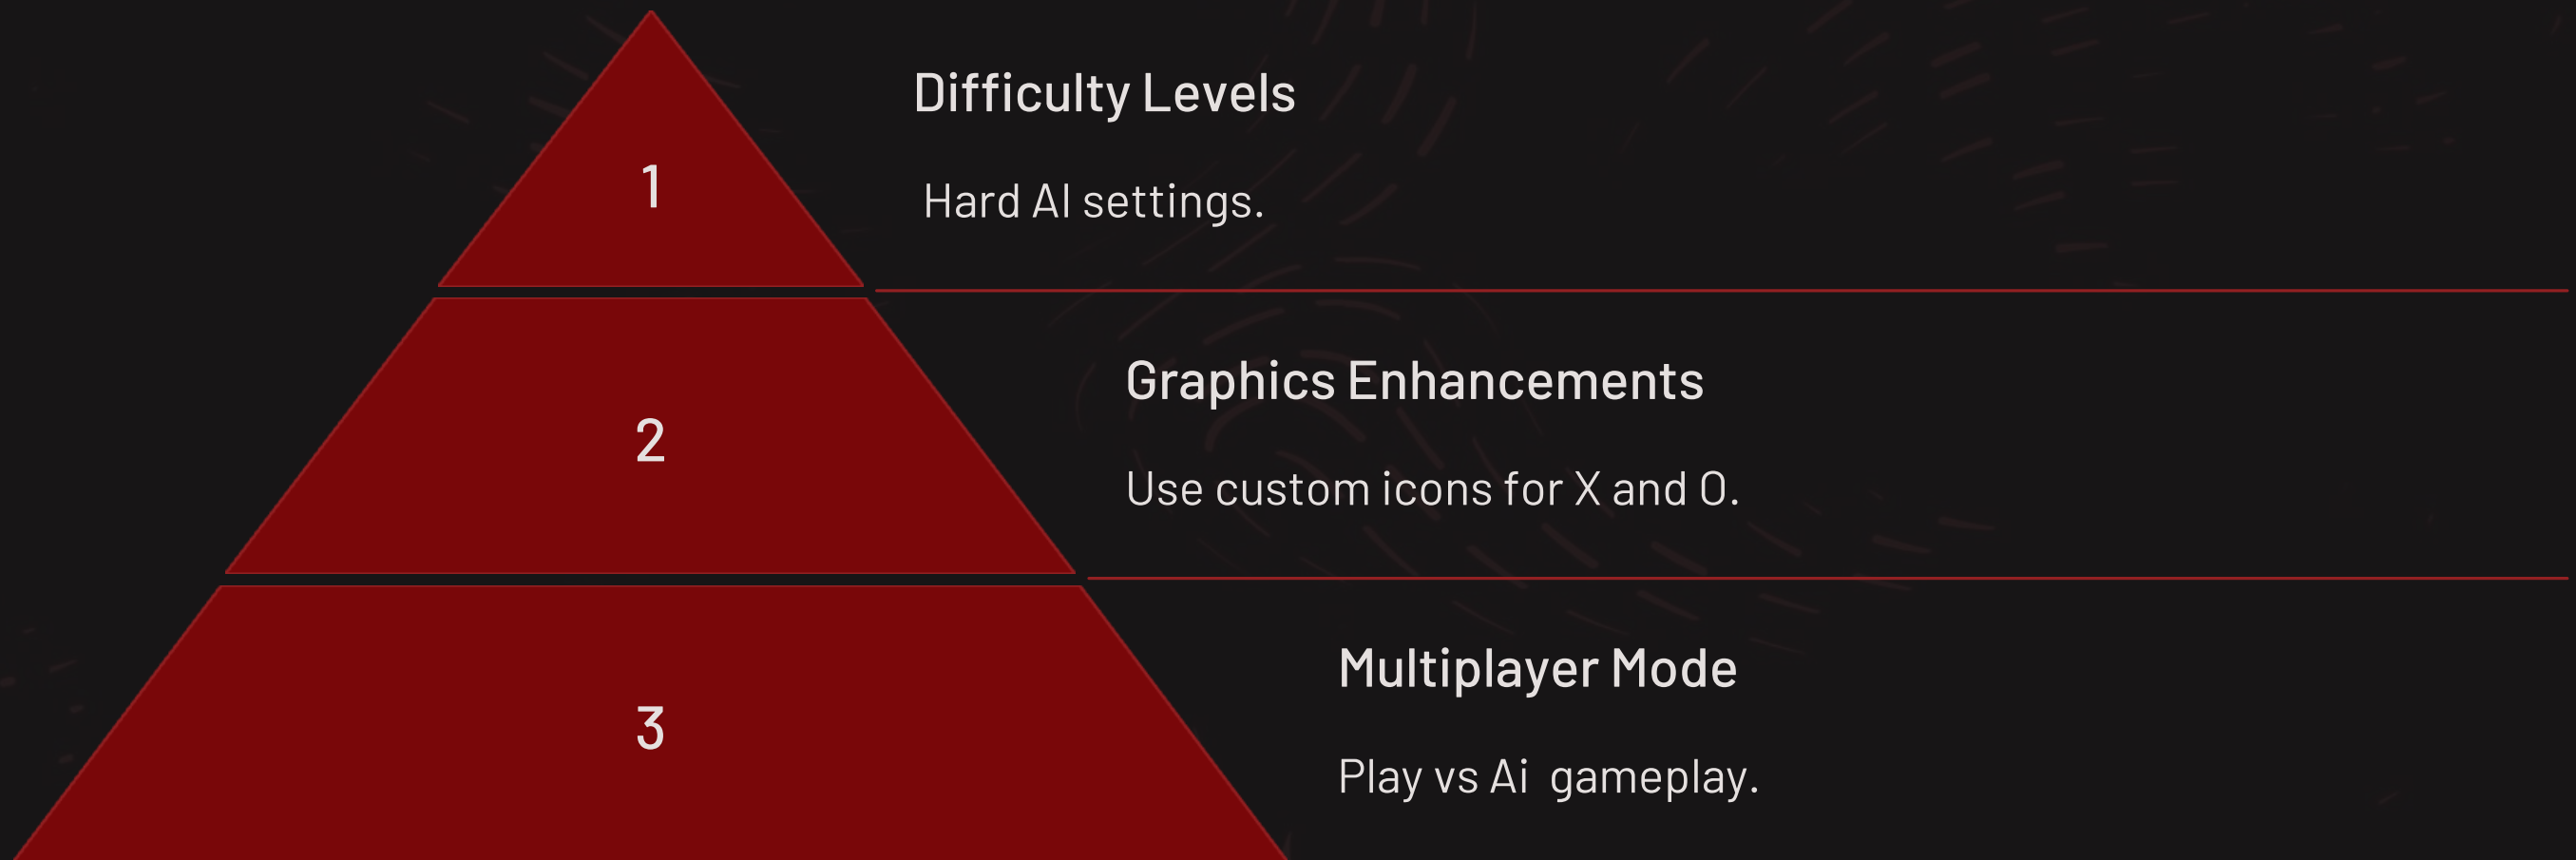 1
Difficulty Levels
Hard AI settings.
2
Graphics Enhancements
Use custom icons for X and O.
3
Multiplayer Mode
Play vs Ai  gameplay.